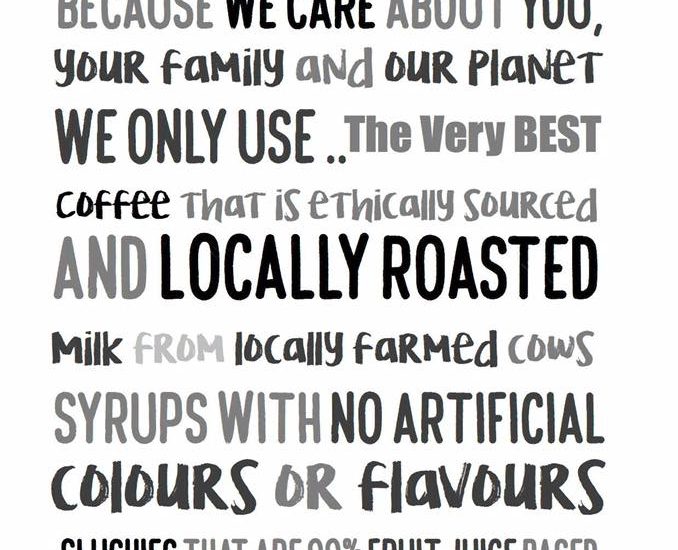 BECAUSE WE CARE ABOUT YOU,
YOUR FAMILY AND OUR PLANET
WE ONLY USE .. The Very BEST
COFFEE THAT IS ETHICALLY SOURCED
AND LOCALLY ROASTED
MILK FROM LOCALLY FARMED COWS
SYRUPS WITH NO ARTIFICIAL
COLOURS OR FLAVOURS
SLUSHIES THAT ARE 99% FRUIT JUICE BASED